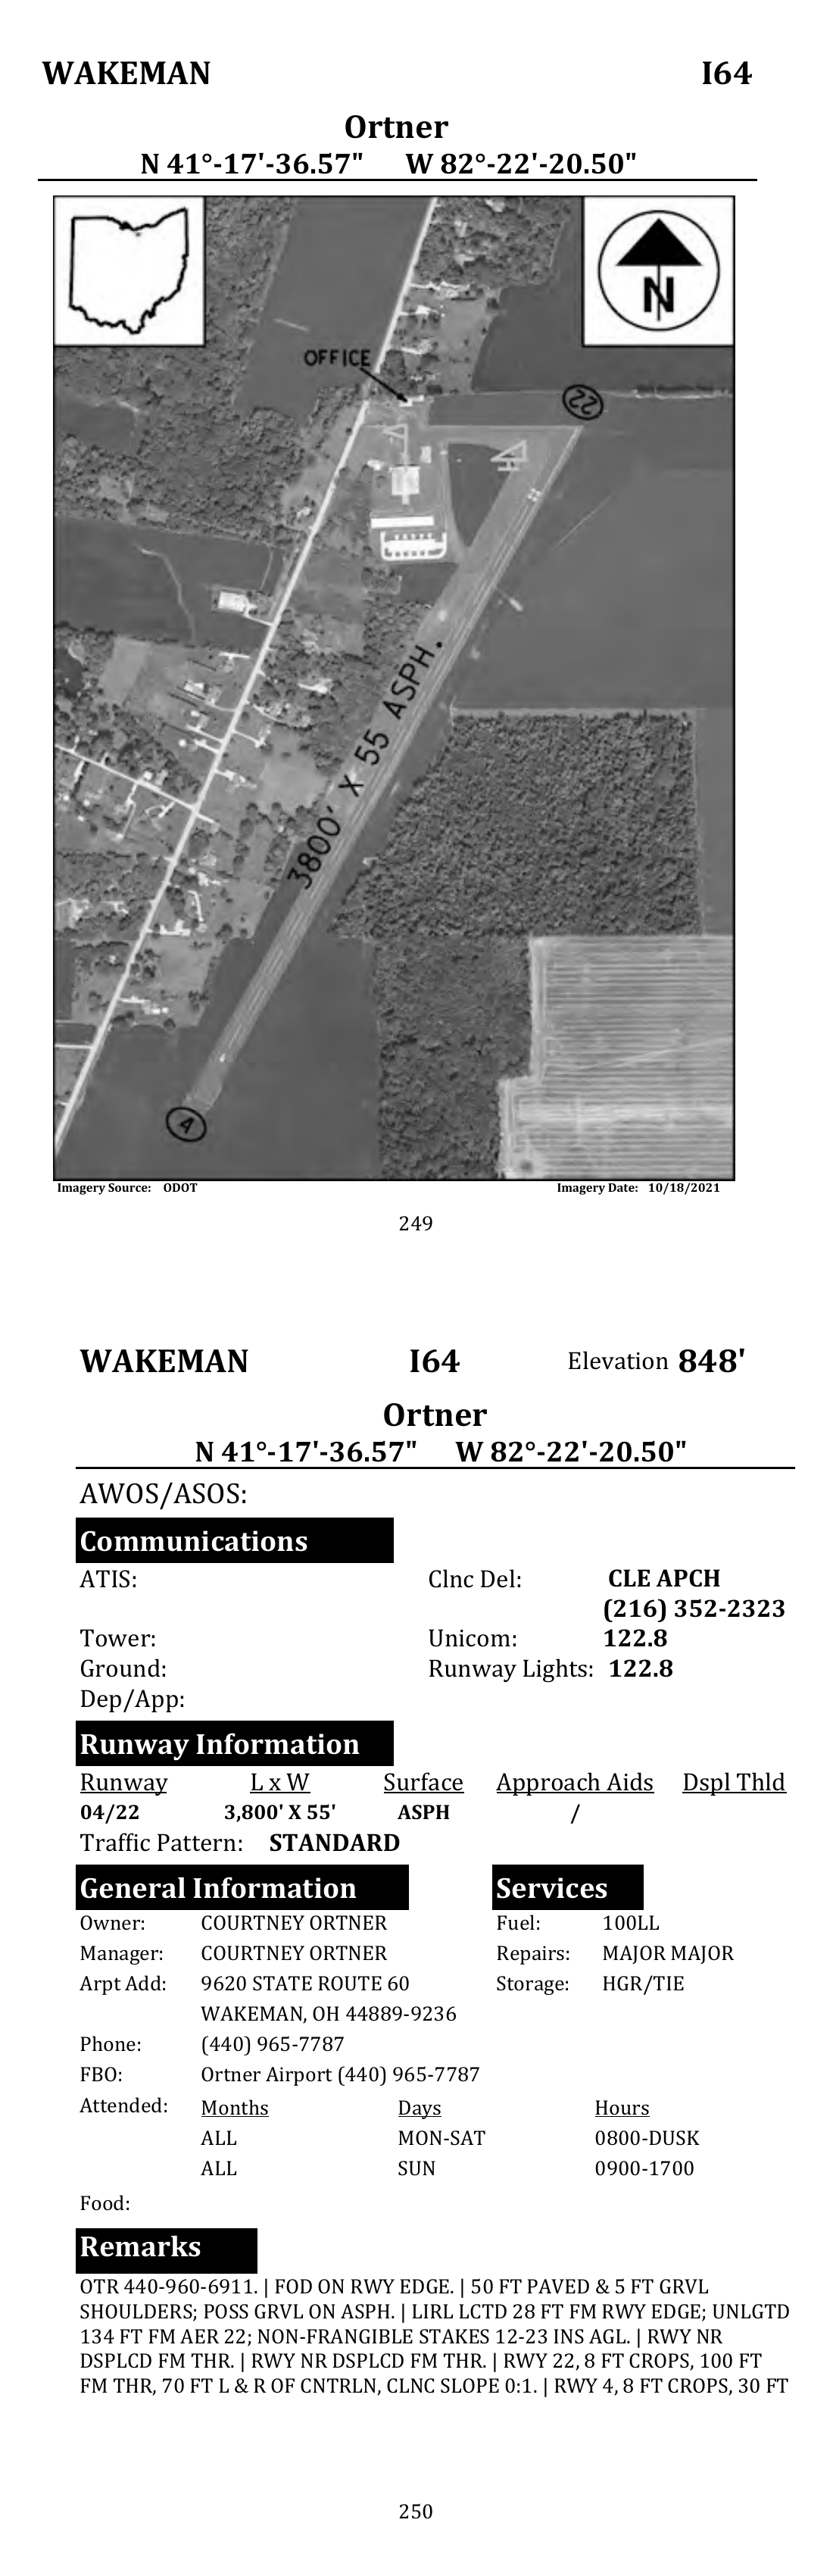 WAKEMAN I64
Ortner
N 41°-17'-36.57" W 82°-22'-20.50"
N
OFFICE
22
3800' X 55 ASPH.
4
Imagery Source: ODOT Imagery Date: 10/18/2021
249
WAKEMAN I64 Elevation 848'
Ortner
N 41°-17'-36.57" W 82°-22'-20.50"
AWOS/ASOS:
Communications
ATIS: Clnc Del: CLE APCH
(216) 352-2323
Tower: Unicom: 122.8
Ground: Runway Lights: 122.8
Dep/App:
Runway Information
Runway L x W Surface Approach Aids Dspl Thld
04/22 3,800' X 55' ASPH /
Traffic Pattern: STANDARD
General Information Services
Owner: COURTNEY ORTNER Fuel: 100LL
Manager: COURTNEY ORTNER Repairs: MAJOR MAJOR
Arpt Add: 9620 STATE ROUTE 60 Storage: HGR/TIE
WAKEMAN, OH 44889-9236
Phone: (440) 965-7787
FBO: Ortner Airport (440) 965-7787
Attended: Months Days Hours
ALL MON-SAT 0800-DUSK
ALL SUN 0900-1700
Food:
Remarks
OTR 440-960-6911. | FOD ON RWY EDGE. | 50 FT PAVED & 5 FT GRVL
SHOULDERS; POSS GRVL ON ASPH. | LIRL LCTD 28 FT FM RWY EDGE; UNLGTD
134 FT FM AER 22; NON-FRANGIBLE STAKES 12-23 INS AGL. | RWY NR
DSPLCD FM THR. | RWY NR DSPLCD FM THR. | RWY 22, 8 FT CROPS, 100 FT
FM THR, 70 FT L & R OF CNTRLN, CLNC SLOPE 0:1. | RWY 4, 8 FT CROPS, 30 FT
250